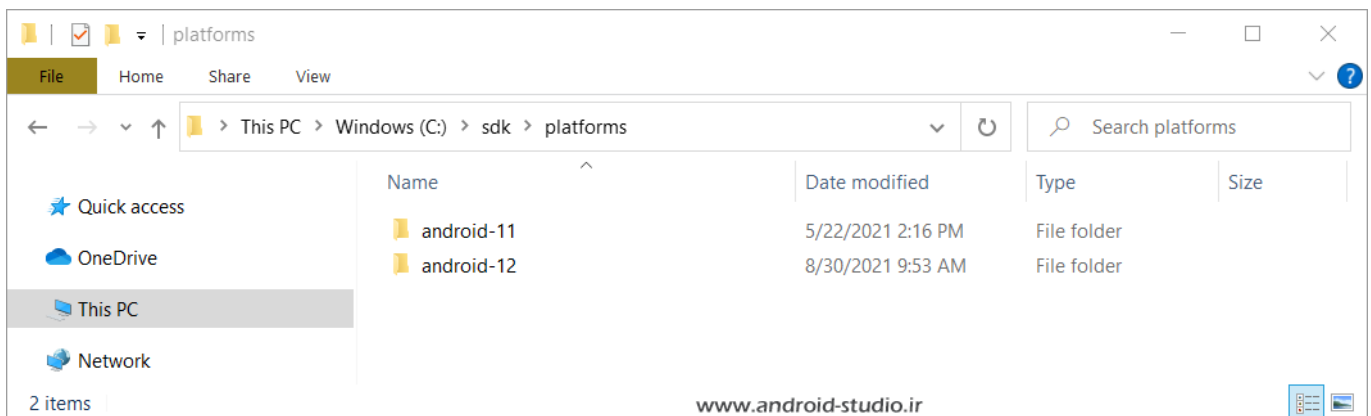 platforms
File Home Share View ?
This PC > Windows (C:) > sdk > platforms Search platforms
Name Date modified Type Size
Quick access
android-11 5/22/2021 2:16 PM File folder
OneDrive
android-12 8/30/2021 9:53 AM File folder
This PC
Network
2 items www.android-studio.ir